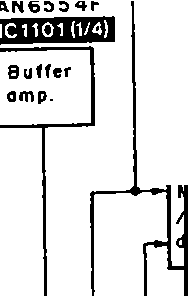 AN6554F
IC1101(1/4)
Buffer
amp.
N
/